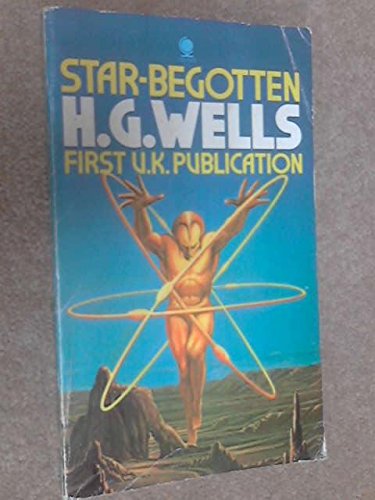 STAR-BEGOTTEN
H.G.WELLS
FIRST U.K. PUBLICATION